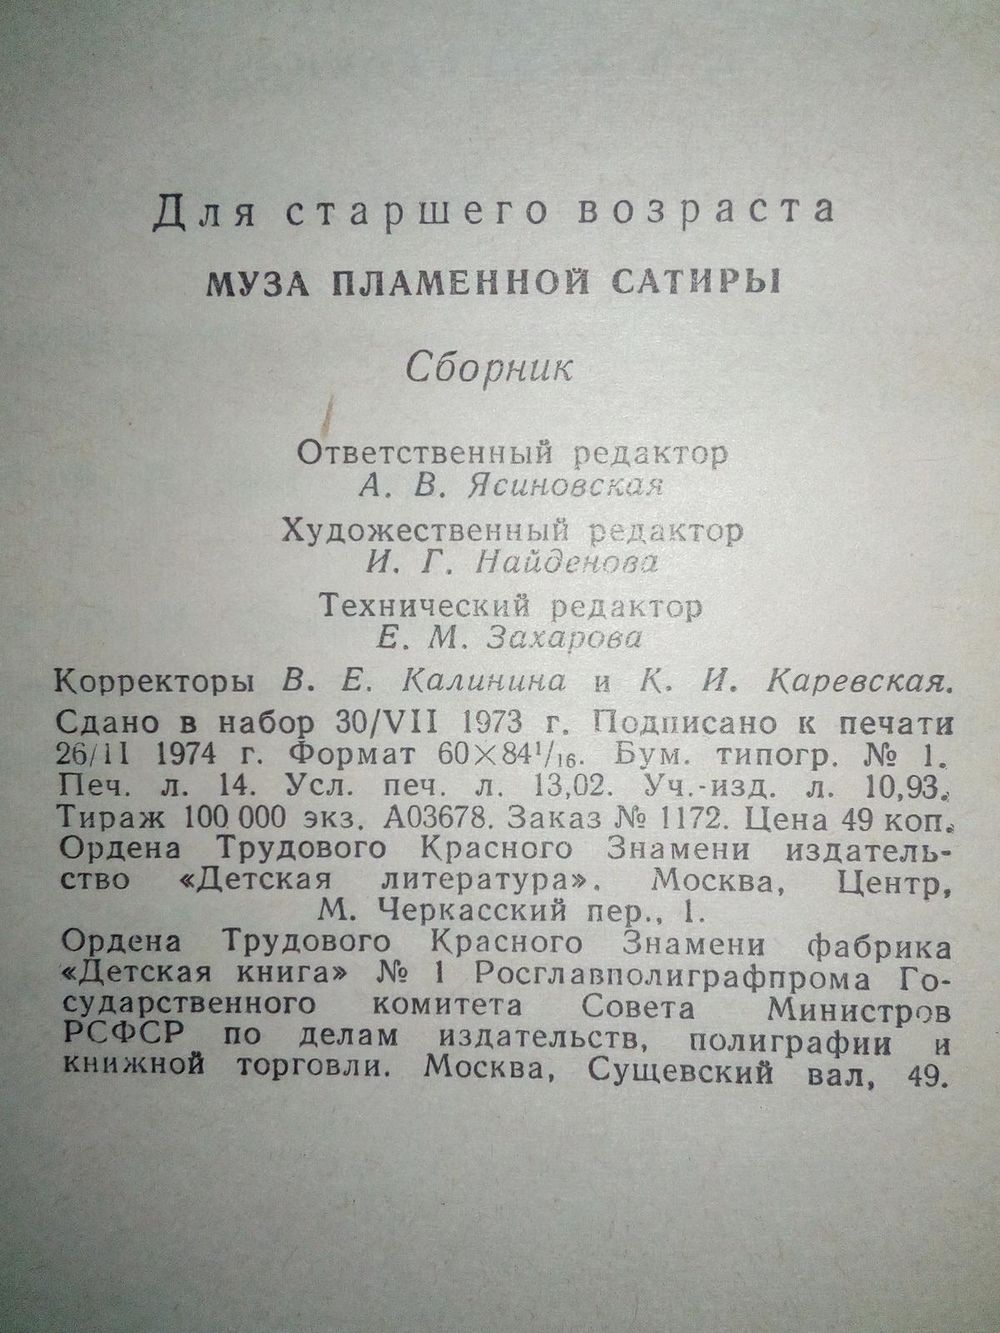 Для старшего возраста
МУЗА ПЛАМЕННОЙ САТИРЫ
Сборник
Ответственный редактор
А. В. Ясиновская
Художественный редактор
И. Г. Найденова
Технический редактор
Е. М. Захарова
Корректоры В. Е. Калинина и К. И. Каревская.
Сдано в набор 30/VII 1973 г. Подписано к печати
26/II 1974 г. Формат 60×84¹/₁₆. Бум. типогр. № 1.
Печ. л. 14. Усл. печ. л. 13,02. Уч.-изд. л. 10,93.
Тираж 100 000 экз. А03678. Заказ № 1172. Цена 49 коп.
Ордена Трудового Красного Знамени издатель-
ство «Детская литература». Москва, Центр,
М. Черкасский пер., 1.
Ордена Трудового Красного Знамени фабрика
«Детская книга» № 1 Росглавполиграфпрома Го-
сударственного комитета Совета Министров
РСФСР по делам издательств, полиграфии и
книжной торговли. Москва, Сущевский вал, 49.